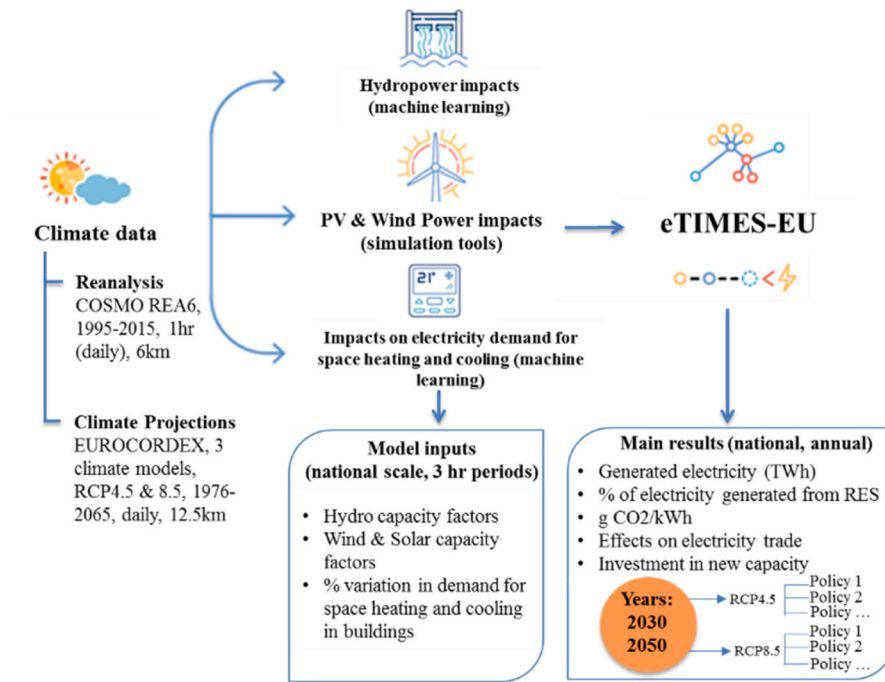 Hydropower impacts
(machine learning)
Climate data
Reanalysis
COSMO REA6,
1995-2015, 1hr
(daily), 6km
Climate Projections
EUROCORDEX, 3
climate models,
RCP4.5 & 8.5, 1976-
2065, daily, 12.5km
PV & Wind Power impacts
(simulation tools)
Impacts on electricity demand for
space heating and cooling (machine
learning)
eTIMES-EU
Model inputs
(national scale, 3 hr periods)
• Hydro capacity factors
• Wind & Solar capacity
factors
• % variation in demand for
space heating and cooling
in buildings
Main results (national, annual)
• Generated electricity (TWh)
• % of electricity generated from RES
• g CO2/kWh
• Effects on electricity trade
• Investment in new capacity
Years:
2030
2050
RCP4.5
Policy 1
Policy 2
Policy …
RCP8.5
Policy 1
Policy 2
Policy …